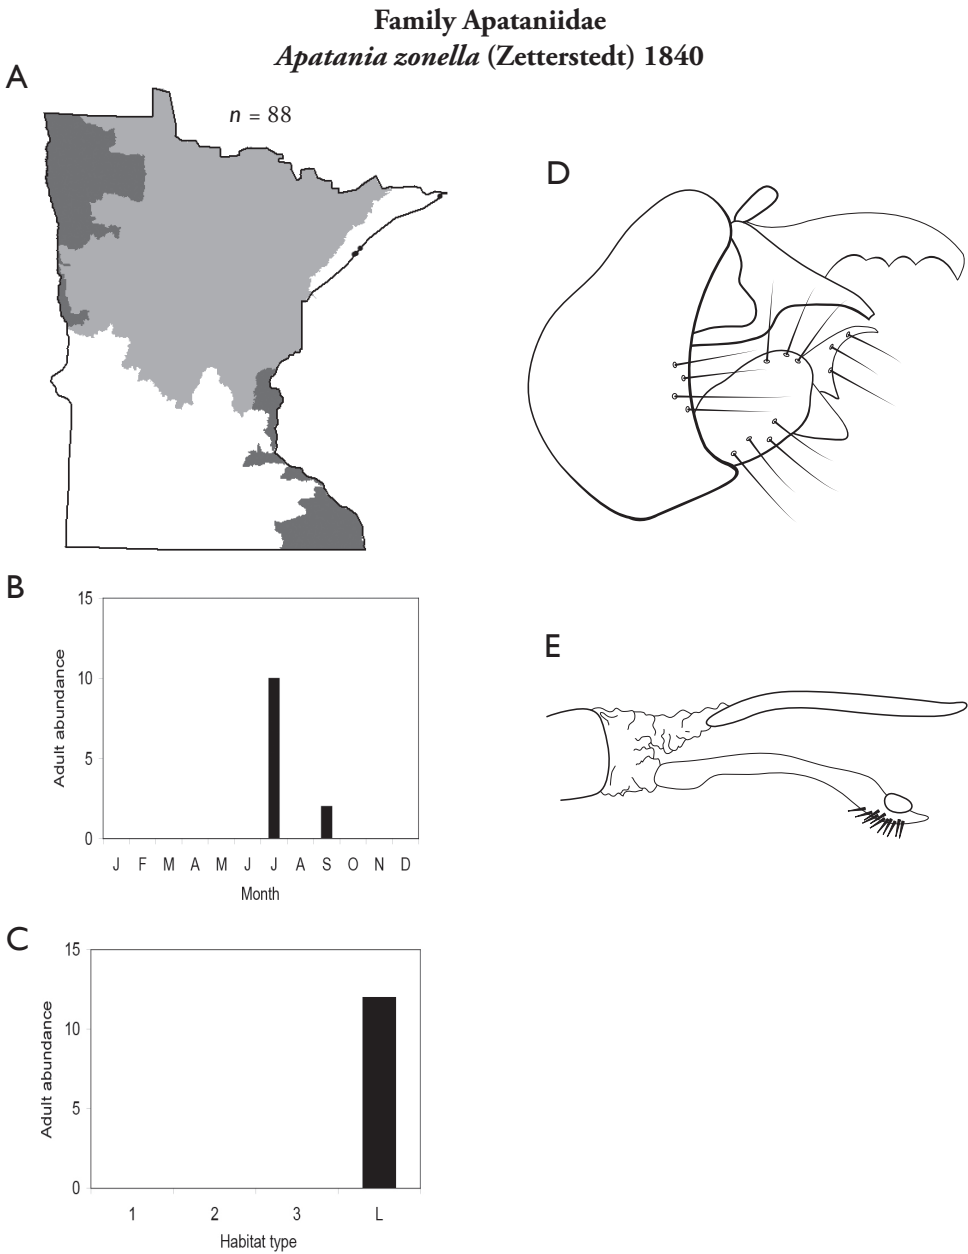 Family Apataniidae
Apatania zonella (Zetterstedt) 1840
A
n = 88
D
B
15
10
5
0
Adult abundance
J F M A M J J A S O N D
Month
E
C
15
10
5
0
Adult abundance
1 2 3 L
Habitat type